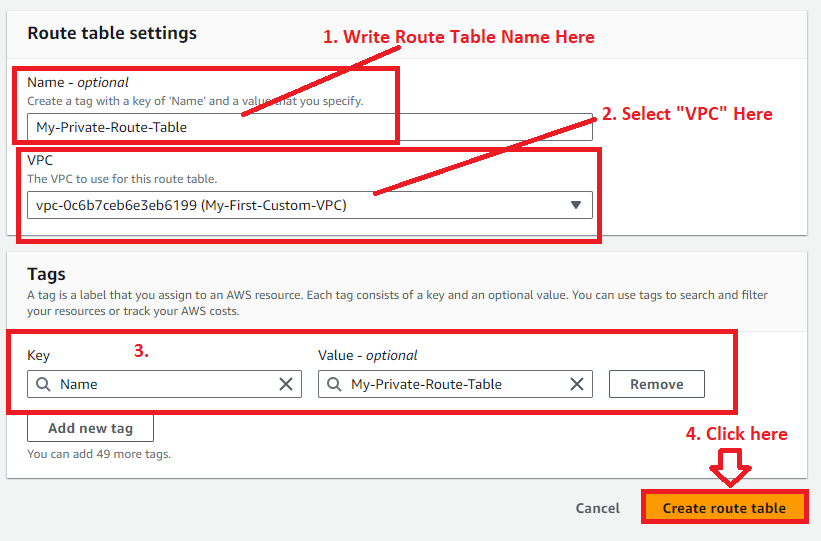 Route table settings
1. Write Route Table Name Here
Name - optional
Create a tag with a key of 'Name' and a value that you specify.
My-Private-Route-Table
2. Select "VPC" Here
VPC
The VPC to use for this route table.
vpc-0c6b7ceb6e3eb6199 (My-First-Custom-VPC)
Tags
A tag is a label that you assign to an AWS resource. Each tag consists of a key and an optional value. You can use tags to search and filter
your resources or track your AWS costs.
Key 3. Value - optional
Name My-Private-Route-Table Remove
Add new tag
You can add 49 more tags.
4. Click here
Cancel Create route table